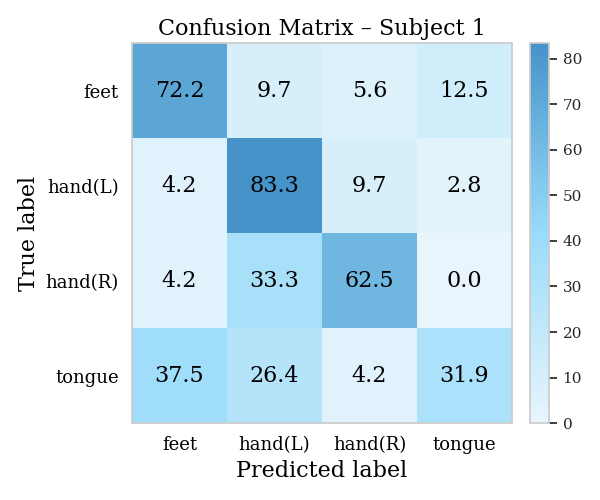 Confusion Matrix – Subject 1
feet 72.2 9.7 5.6 12.5
hand(L) 4.2 83.3 9.7 2.8
hand(R) 4.2 33.3 62.5 0.0
tongue 37.5 26.4 4.2 31.9
feet hand(L) hand(R) tongue
Predicted label
True label
80
70
60
50
40
30
20
10
0